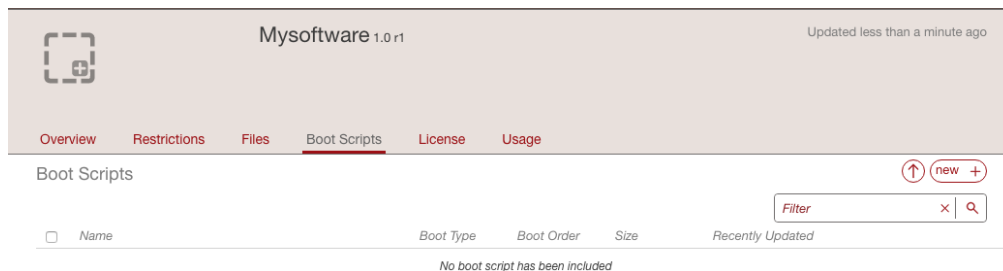 Mysoftware 1.0 r1
Updated less than a minute ago
Overview Restrictions Files Boot Scripts License Usage
Boot Scripts
new +
Filter
Name Boot Type Boot Order Size Recently Updated
No boot script has been included